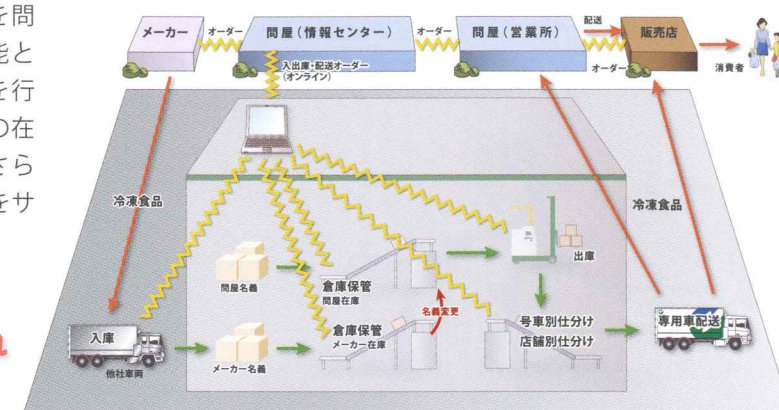 を問
能と
を行
の在
さら
をサ
メーカー
オーダー
問屋(情報センター)
オーダー
問屋(営業所)
配送
オーダー
販売店
消費者
入出庫・配送オーダー
(オンライン)
冷凍食品
冷凍食品
問屋名義
倉庫保管
問屋在庫
出庫
名義変更
入庫
他社車両
メーカー名義
倉庫保管
メーカー在庫
号車別仕分け
店舗別仕分け
専用車配送